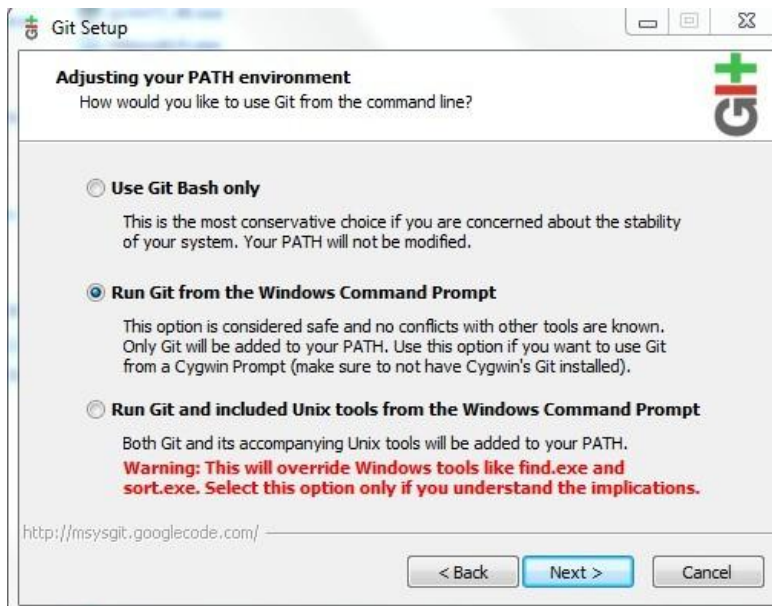 Git Setup
Adjusting your PATH environment
How would you like to use Git from the command line?
GIT
Use Git Bash only
This is the most conservative choice if you are concerned about the stability
of your system. Your PATH will not be modified.
Run Git from the Windows Command Prompt
This option is considered safe and no conflicts with other tools are known.
Only Git will be added to your PATH. Use this option if you want to use Git
from a Cygwin Prompt (make sure to not have Cygwin's Git installed).
Run Git and included Unix tools from the Windows Command Prompt
Both Git and its accompanying Unix tools will be added to your PATH.
Warning: This will override Windows tools like find.exe and
sort.exe. Select this option only if you understand the implications.
http://msysgit.googlecode.com/
< Back Next > Cancel